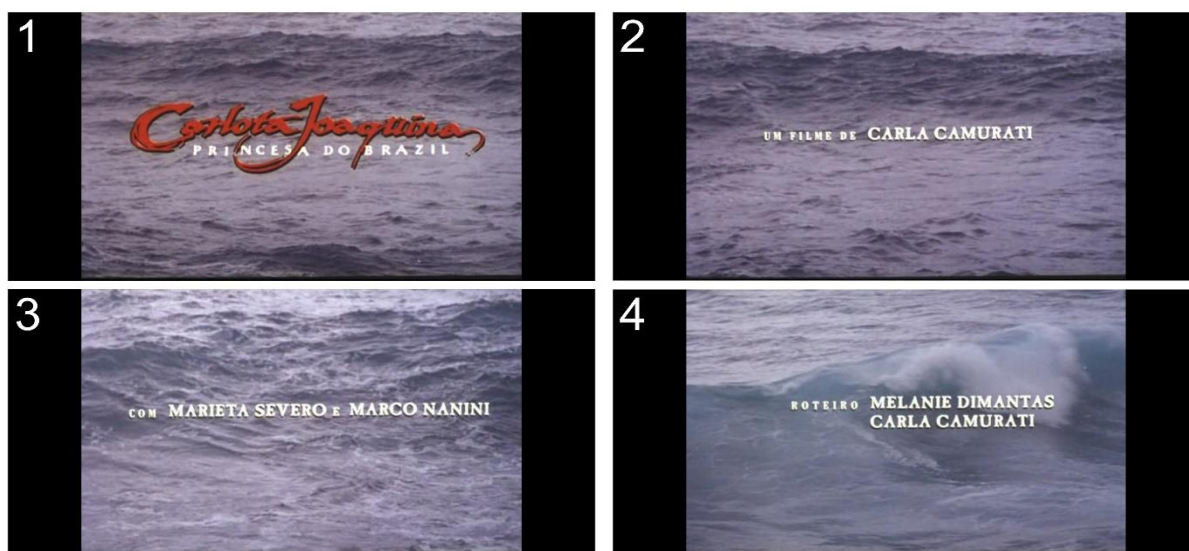 1
Carlota Joaquina
PRINCESA DO BRAZIL
2
UM FILME DE CARLA CAMURATI
3
COM MARIETA SEVERO E MARCO NANINI
4
ROTEIRO MELANIE DIMANTAS
CARLA CAMURATI